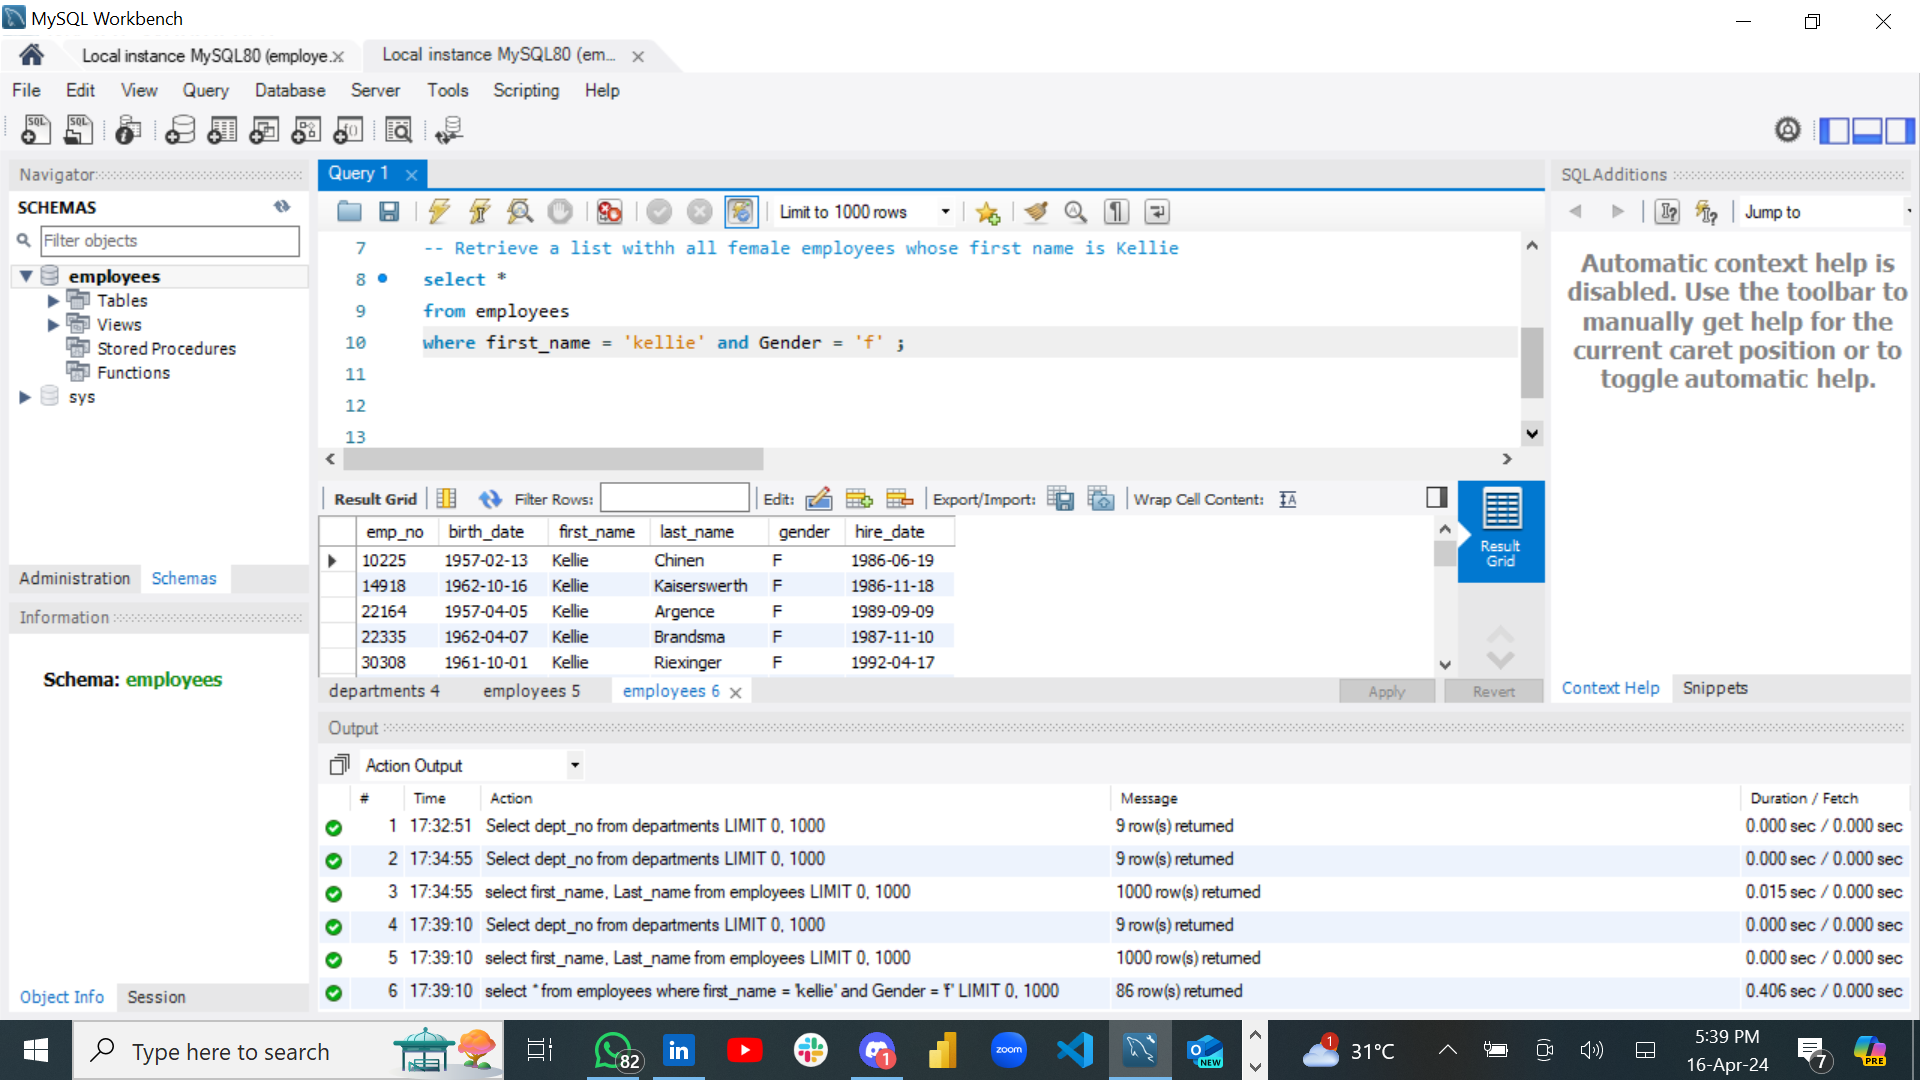 MySQL Workbench
Local instance MySQL80 (employe.x
Local instance MySQL80 (em...
File Edit View Query Database Server Tools Scripting Help
Navigator
Query 1
SQLAdditions
SCHEMAS
Limit to 1000 rows
Jump to
Filter objects
employees
Tables
Views
Stored Procedures
Functions
sys
7 -- Retrieve a list withh all female employees whose first name is Kellie
8 select *
9 from employees
10 where first_name = 'kellie' and Gender = 'f' ;
11
12
13
Automatic context help is
disabled. Use the toolbar to
manually get help for the
current caret position or to
toggle automatic help.
Result Grid Filter Rows: Edit: Export/Import: Wrap Cell Content:
Result
Grid
emp_no birth_date first_name last_name gender hire_date
10225 1957-02-13 Kellie Chinen F 1986-06-19
14918 1962-10-16 Kellie Kaiserswerth F 1986-11-18
22164 1957-04-05 Kellie Argence F 1989-09-09
22335 1962-04-07 Kellie Brandsma F 1987-11-10
30308 1961-10-01 Kellie Riexinger F 1992-04-17
Administration Schemas
Information
Schema: employees
departments 4 employees 5 employees 6
Apply Revert
Context Help Snippets
Output
Action Output
# Time Action Message Duration / Fetch
1 17:32:51 Select dept_no from departments LIMIT 0, 1000 9 row(s) returned 0.000 sec / 0.000 sec
2 17:34:55 Select dept_no from departments LIMIT 0, 1000 9 row(s) returned 0.000 sec / 0.000 sec
3 17:34:55 select first_name, Last_name from employees LIMIT 0, 1000 1000 row(s) returned 0.015 sec / 0.000 sec
4 17:39:10 Select dept_no from departments LIMIT 0, 1000 9 row(s) returned 0.000 sec / 0.000 sec
5 17:39:10 select first_name, Last_name from employees LIMIT 0, 1000 1000 row(s) returned 0.000 sec / 0.000 sec
6 17:39:10 select * from employees where first_name = 'kellie' and Gender = 'f' LIMIT 0, 1000 86 row(s) returned 0.406 sec / 0.000 sec
Object Info Session
Type here to search
82
in
1
zoom
NEW
1
31°C
5:39 PM
16-Apr-24
7
PRE